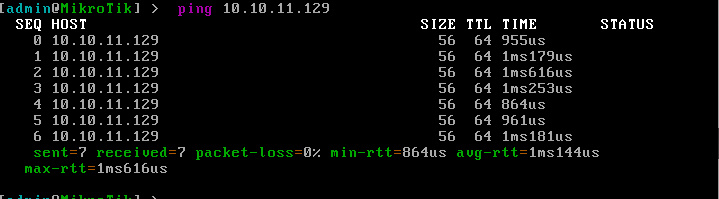 [admin@MikroTik] > ping 10.10.11.129
SEQ HOST SIZE TTL TIME STATUS
0 10.10.11.129 56 64 955us
1 10.10.11.129 56 64 1ms179us
2 10.10.11.129 56 64 1ms616us
3 10.10.11.129 56 64 1ms253us
4 10.10.11.129 56 64 864us
5 10.10.11.129 56 64 961us
6 10.10.11.129 56 64 1ms181us
sent=7 received=7 packet-loss=0% min-rtt=864us avg-rtt=1ms144us
max-rtt=1ms616us
[admin@MikroTik] >